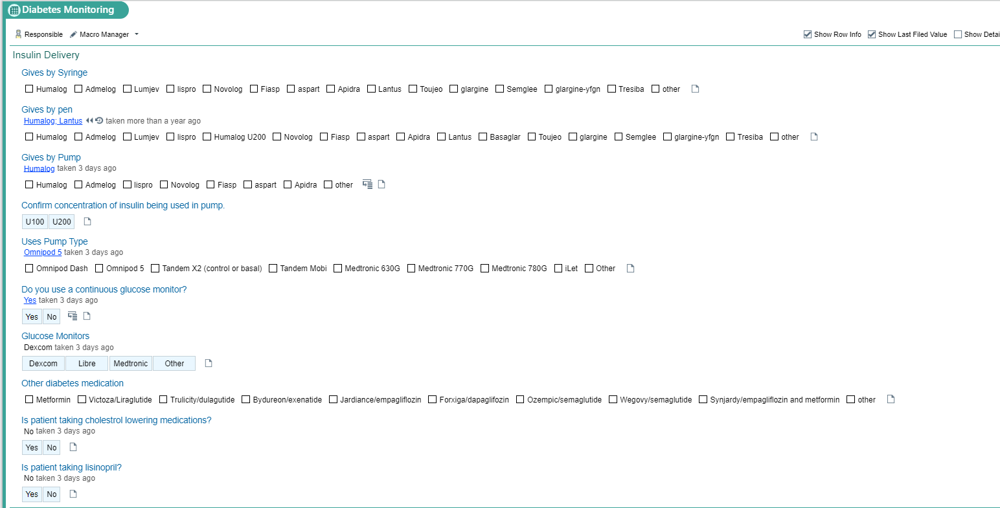 Diabetes Monitoring
Responsible Macro Manager Show Row Info Show Last Filed Value Show Detai
Insulin Delivery
Gives by Syringe
Humalog Admelog Lumjev lispro Novolog Fiasp aspart Apidra Lantus Toujeo glargine Semglee glargine-yfgn Tresiba other
Gives by pen
Humalog; Lantus taken more than a year ago
Humalog Admelog Lumjev lispro Humalog U200 Novolog Fiasp aspart Apidra Lantus Basaglar Toujeo glargine Semglee glargine-yfgn Tresiba other
Gives by Pump
Humalog taken 3 days ago
Humalog Admelog lispro Novolog Fiasp aspart Apidra other
Confirm concentration of insulin being used in pump.
U100 U200
Uses Pump Type
Omnipod 5 taken 3 days ago
Omnipod Dash Omnipod 5 Tandem X2 (control or basal) Tandem Mobi Medtronic 630G Medtronic 770G Medtronic 780G iLet Other
Do you use a continuous glucose monitor?
Yes taken 3 days ago
Yes No
Glucose Monitors
Dexcom taken 3 days ago
Dexcom Libre Medtronic Other
Other diabetes medication
Metformin Victoza/Liraglutide Trulicity/dulagutide Bydureon/exenatide Jardiance/empagliflozin Forxiga/dapaglifozin Ozempic/semaglutide Wegovy/semaglutide Synjardy/empagliflozin and metformin other
Is patient taking cholestrol lowering medications?
No taken 3 days ago
Yes No
Is patient taking lisinopril?
No taken 3 days ago
Yes No